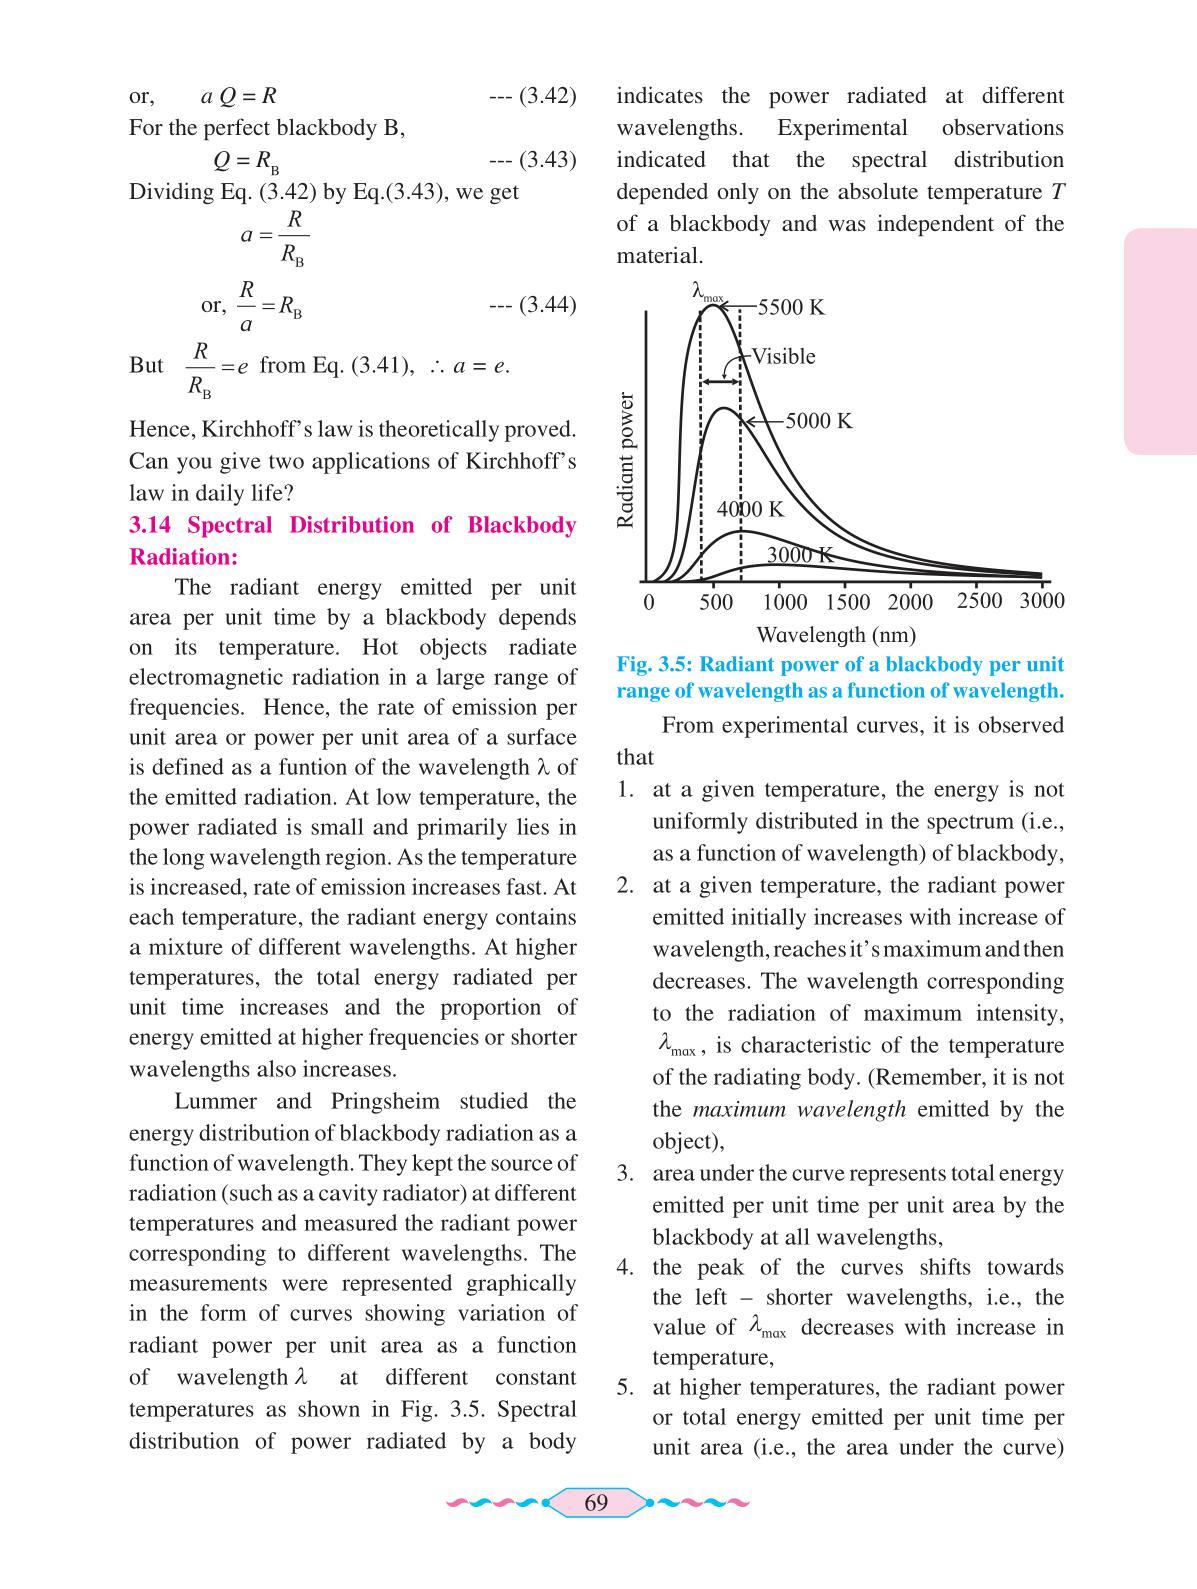 or, a Q = R --- (3.42)
For the perfect blackbody B,
Q = R_B --- (3.43)
Dividing Eq. (3.42) by Eq.(3.43), we get
a = R / R_B
or, R / a = R_B --- (3.44)
But R / R_B = e from Eq. (3.41), ∴ a = e.
Hence, Kirchhoff's law is theoretically proved.
Can you give two applications of Kirchhoff's
law in daily life?
3.14 Spectral Distribution of Blackbody
Radiation:
The radiant energy emitted per unit
area per unit time by a blackbody depends
on its temperature. Hot objects radiate
electromagnetic radiation in a large range of
frequencies. Hence, the rate of emission per
unit area or power per unit area of a surface
is defined as a funtion of the wavelength λ of
the emitted radiation. At low temperature, the
power radiated is small and primarily lies in
the long wavelength region. As the temperature
is increased, rate of emission increases fast. At
each temperature, the radiant energy contains
a mixture of different wavelengths. At higher
temperatures, the total energy radiated per
unit time increases and the proportion of
energy emitted at higher frequencies or shorter
wavelengths also increases.
Lummer and Pringsheim studied the
energy distribution of blackbody radiation as a
function of wavelength. They kept the source of
radiation (such as a cavity radiator) at different
temperatures and measured the radiant power
corresponding to different wavelengths. The
measurements were represented graphically
in the form of curves showing variation of
radiant power per unit area as a function
of wavelength λ at different constant
temperatures as shown in Fig. 3.5. Spectral
distribution of power radiated by a body
indicates the power radiated at different
wavelengths. Experimental observations
indicated that the spectral distribution
depended only on the absolute temperature T
of a blackbody and was independent of the
material.
λmax
5500 K
Visible
5000 K
4000 K
3000 K
Radiant power
0 500 1000 1500 2000 2500 3000
Wavelength (nm)
Fig. 3.5: Radiant power of a blackbody per unit
range of wavelength as a function of wavelength.
From experimental curves, it is observed
that
1. at a given temperature, the energy is not
uniformly distributed in the spectrum (i.e.,
as a function of wavelength) of blackbody,
2. at a given temperature, the radiant power
emitted initially increases with increase of
wavelength, reaches it's maximum and then
decreases. The wavelength corresponding
to the radiation of maximum intensity,
λmax , is characteristic of the temperature
of the radiating body. (Remember, it is not
the maximum wavelength emitted by the
object),
3. area under the curve represents total energy
emitted per unit time per unit area by the
blackbody at all wavelengths,
4. the peak of the curves shifts towards
the left – shorter wavelengths, i.e., the
value of λmax decreases with increase in
temperature,
5. at higher temperatures, the radiant power
or total energy emitted per unit time per
unit area (i.e., the area under the curve)
69